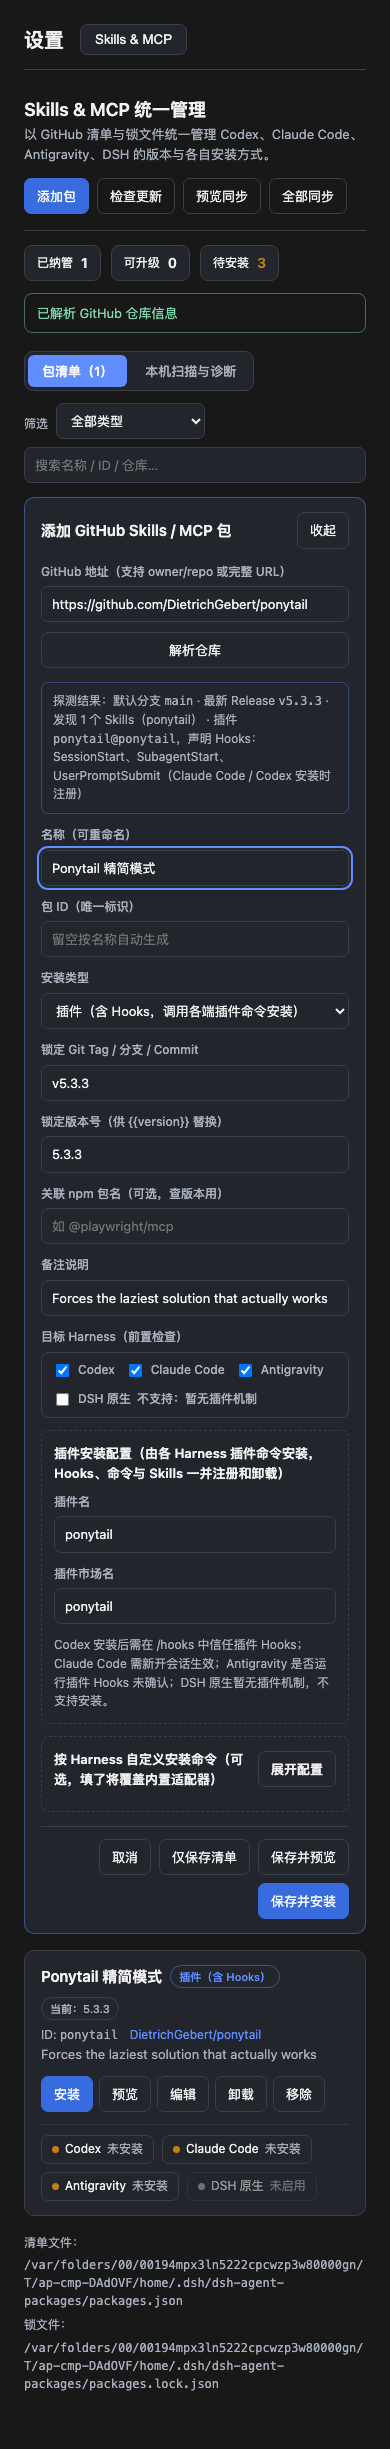 设置 Skills & MCP
Skills & MCP 统一管理
以 GitHub 清单与锁文件统一管理 Codex、Claude Code、
Antigravity、DSH 的版本与各自安装方式。
添加包 检查更新 预览同步 全部同步
已纳管 1 可升级 0 待安装 3
已解析 GitHub 仓库信息
包清单（1） 本机扫描与诊断
筛选 全部类型
搜索名称 / ID / 仓库...
添加 GitHub Skills / MCP 包 收起
GitHub 地址（支持 owner/repo 或完整 URL）
https://github.com/DietrichGebert/ponytail
解析仓库
探测结果：默认分支 main · 最新 Release v5.3.3 ·
发现 1 个 Skills（ponytail） · 插件
ponytail@ponytail，声明 Hooks：
SessionStart、SubagentStart、
UserPromptSubmit（Claude Code / Codex 安装时
注册）
名称（可重命名）
Ponytail 精简模式
包 ID（唯一标识）
留空按名称自动生成
安装类型
插件（含 Hooks，调用各端插件命令安装）
锁定 Git Tag / 分支 / Commit
v5.3.3
锁定版本号（供 {{version}} 替换）
5.3.3
关联 npm 包名（可选，查版本用）
如 @playwright/mcp
备注说明
Forces the laziest solution that actually works
目标 Harness（前置检查）
Codex Claude Code Antigravity
DSH 原生 不支持：暂无插件机制
插件安装配置（由各 Harness 插件命令安装，
Hooks、命令与 Skills 一并注册和卸载）
插件名
ponytail
插件市场名
ponytail
Codex 安装后需在 /hooks 中信任插件 Hooks；
Claude Code 需新开会话生效；Antigravity 是否运
行插件 Hooks 未确认；DSH 原生暂无插件机制，不
支持安装。
按 Harness 自定义安装命令（可
选，填了将覆盖内置适配器） 展开配置
取消 仅保存清单 保存并预览
保存并安装
Ponytail 精简模式 插件（含 Hooks）
当前：5.3.3
ID: ponytail DietrichGebert/ponytail
Forces the laziest solution that actually works
安装 预览 编辑 卸载 移除
Codex 未安装 Claude Code 未安装
Antigravity 未安装 DSH 原生 未启用
清单文件：
/var/folders/00/00194mpx3ln5222cpcwzp3w80000gn/
T/ap-cmp-DAdOVF/home/.dsh/dsh-agent-
packages/packages.json
锁文件：
/var/folders/00/00194mpx3ln5222cpcwzp3w80000gn/
T/ap-cmp-DAdOVF/home/.dsh/dsh-agent-
packages/packages.lock.json